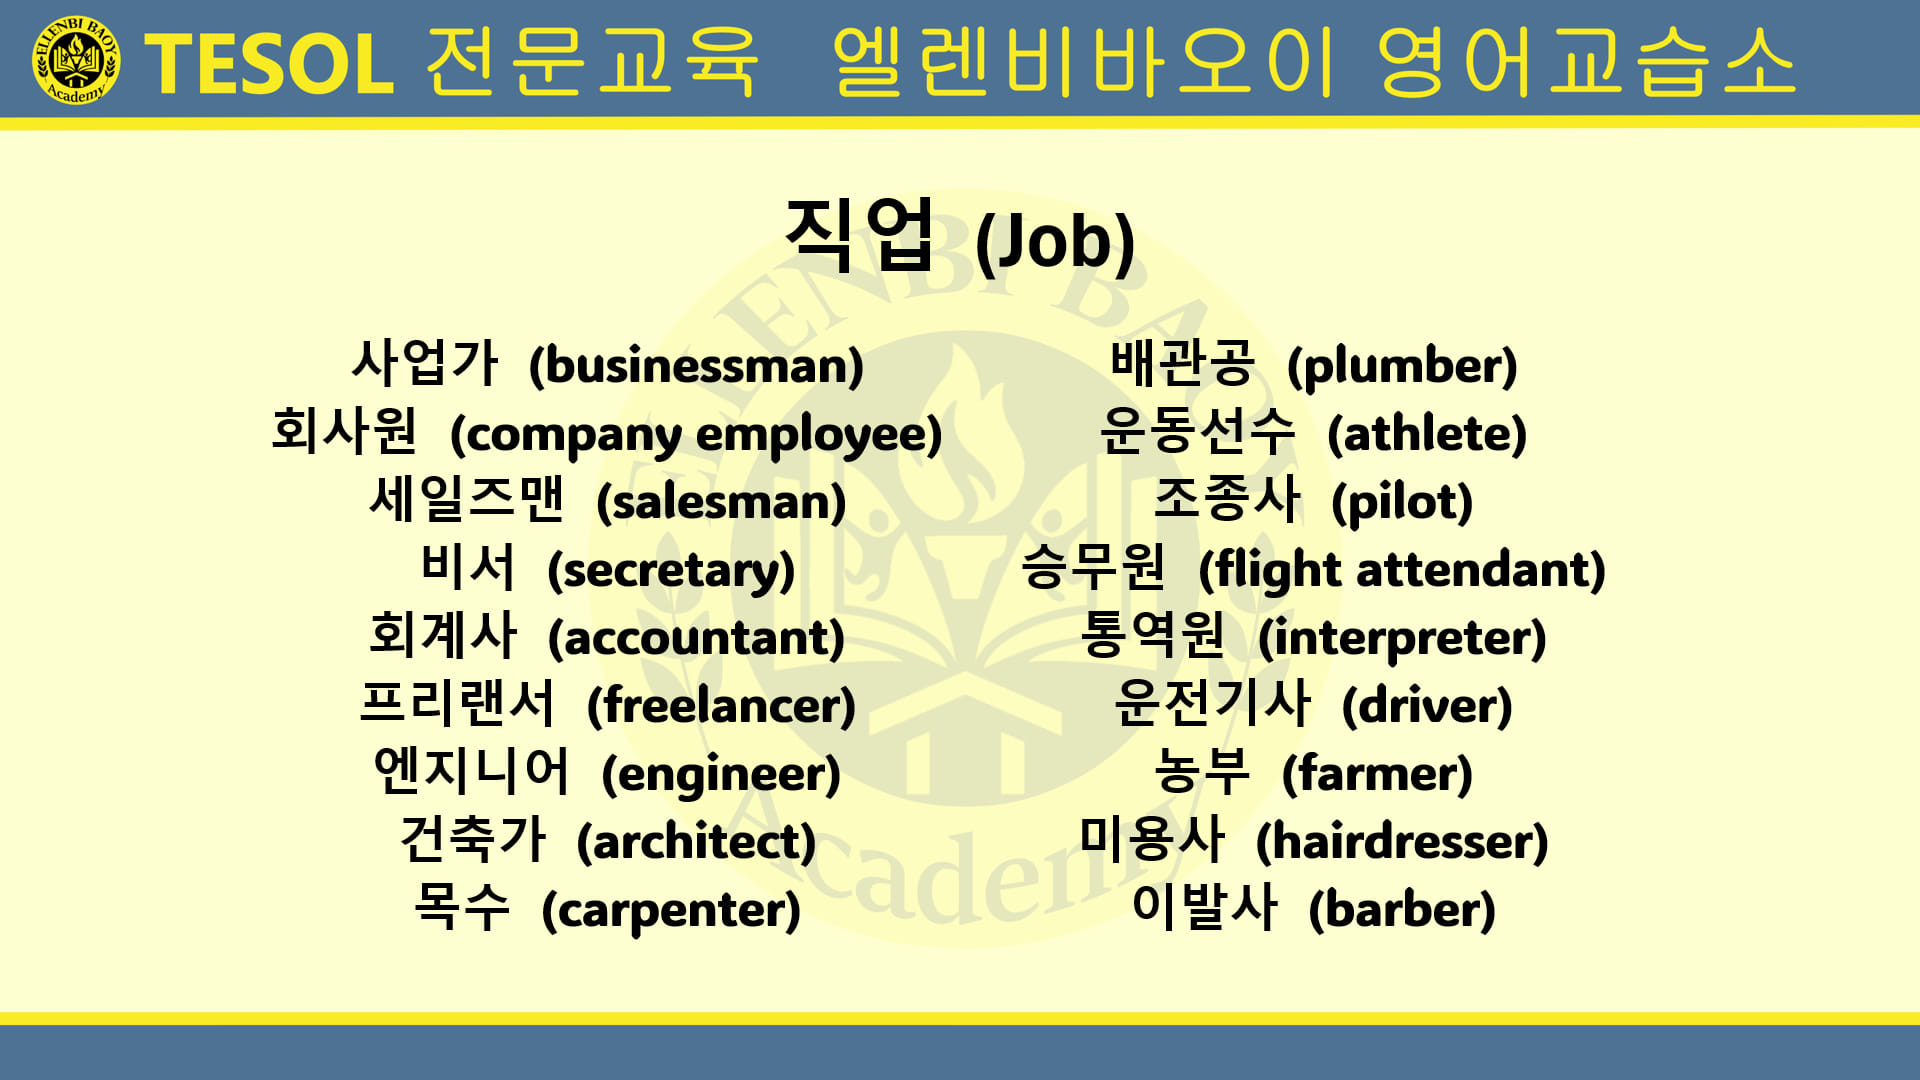 ELLENBI BAOY
Academy
TESOL 전문교육 엘렌비바오이 영어교습소
직업 (Job)
사업가 (businessman)
회사원 (company employee)
세일즈맨 (salesman)
비서 (secretary)
회계사 (accountant)
프리랜서 (freelancer)
엔지니어 (engineer)
건축가 (architect)
목수 (carpenter)
배관공 (plumber)
운동선수 (athlete)
조종사 (pilot)
승무원 (flight attendant)
통역원 (interpreter)
운전기사 (driver)
농부 (farmer)
미용사 (hairdresser)
이발사 (barber)
ELLENBI BAOY
Academy